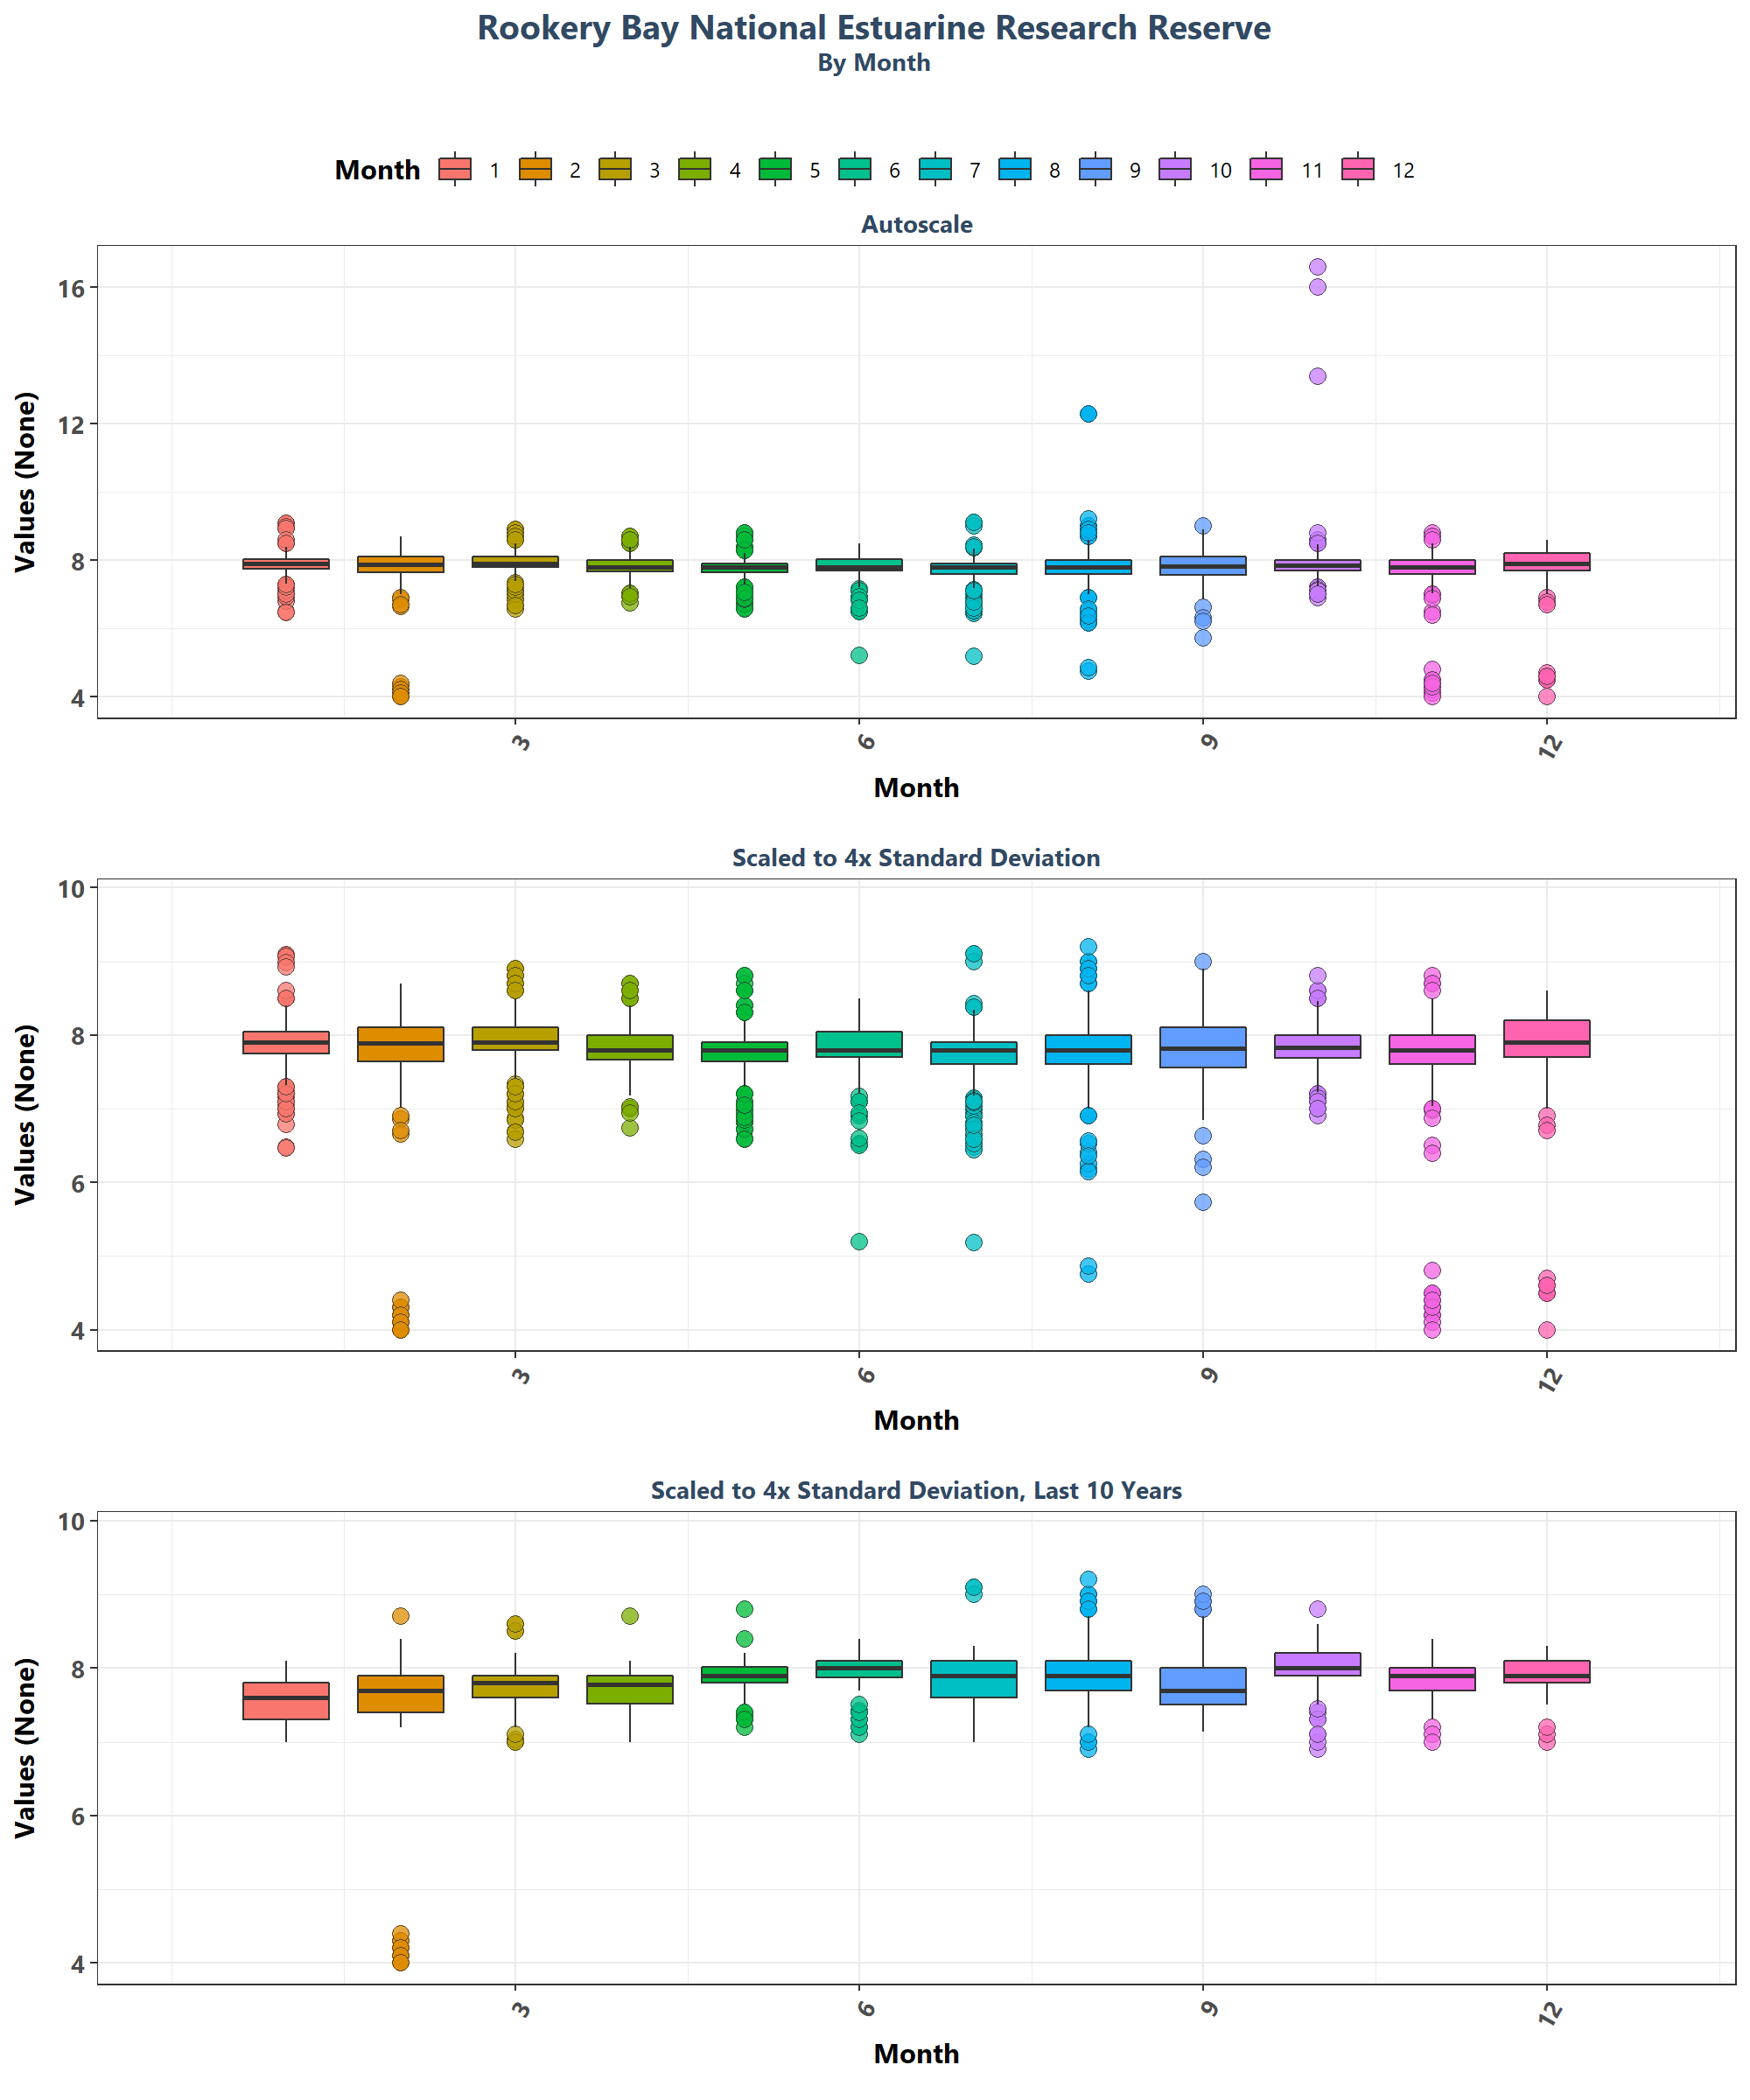 Rookery Bay National Estuarine Research Reserve
By Month
Month 1 2 3 4 5 6 7 8 9 10 11 12
Autoscale
Values (None)
16
12
8
4
3 6 9 12
Month
Scaled to 4x Standard Deviation
Values (None)
10
8
6
4
3 6 9 12
Month
Scaled to 4x Standard Deviation, Last 10 Years
Values (None)
10
8
6
4
3 6 9 12
Month